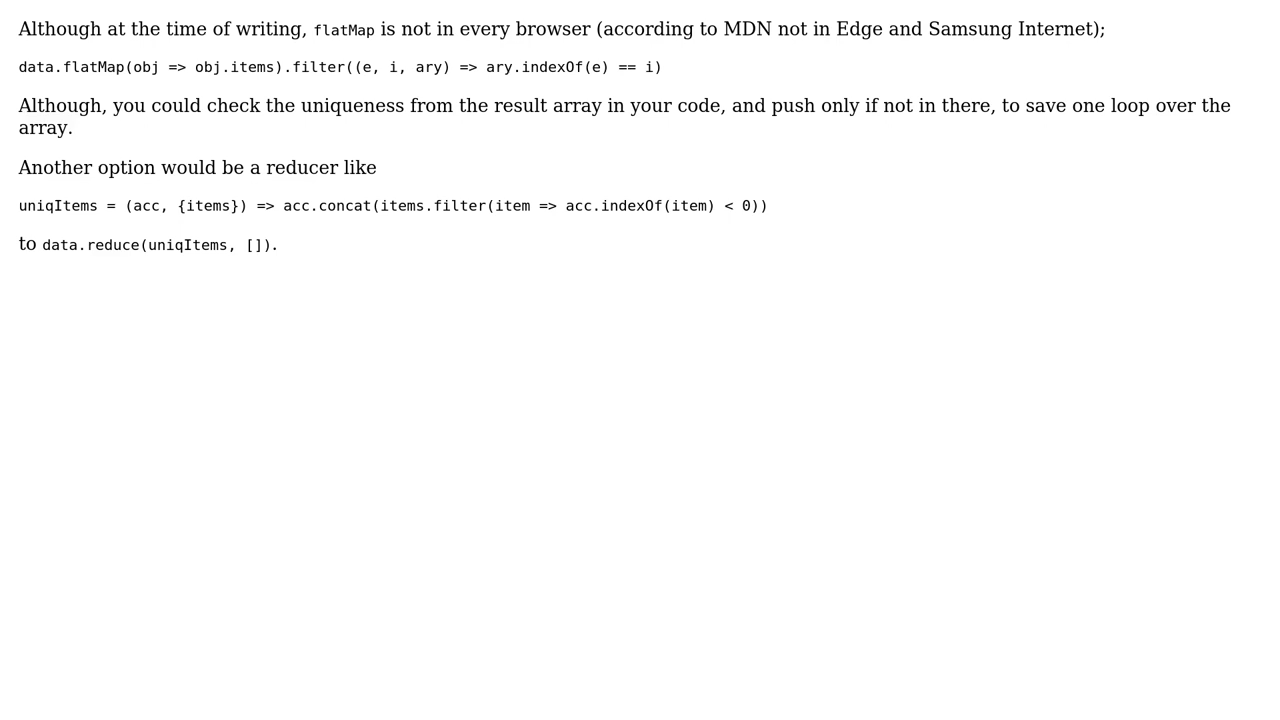 Although at the time of writing, flatMap is not in every browser (according to MDN not in Edge and Samsung Internet);
data.flatMap(obj => obj.items).filter((e, i, ary) => ary.indexOf(e) == i)
Although, you could check the uniqueness from the result array in your code, and push only if not in there, to save one loop over the
array.
Another option would be a reducer like
uniqItems = (acc, {items}) => acc.concat(items.filter(item => acc.indexOf(item) < 0))
to data.reduce(uniqItems, []).